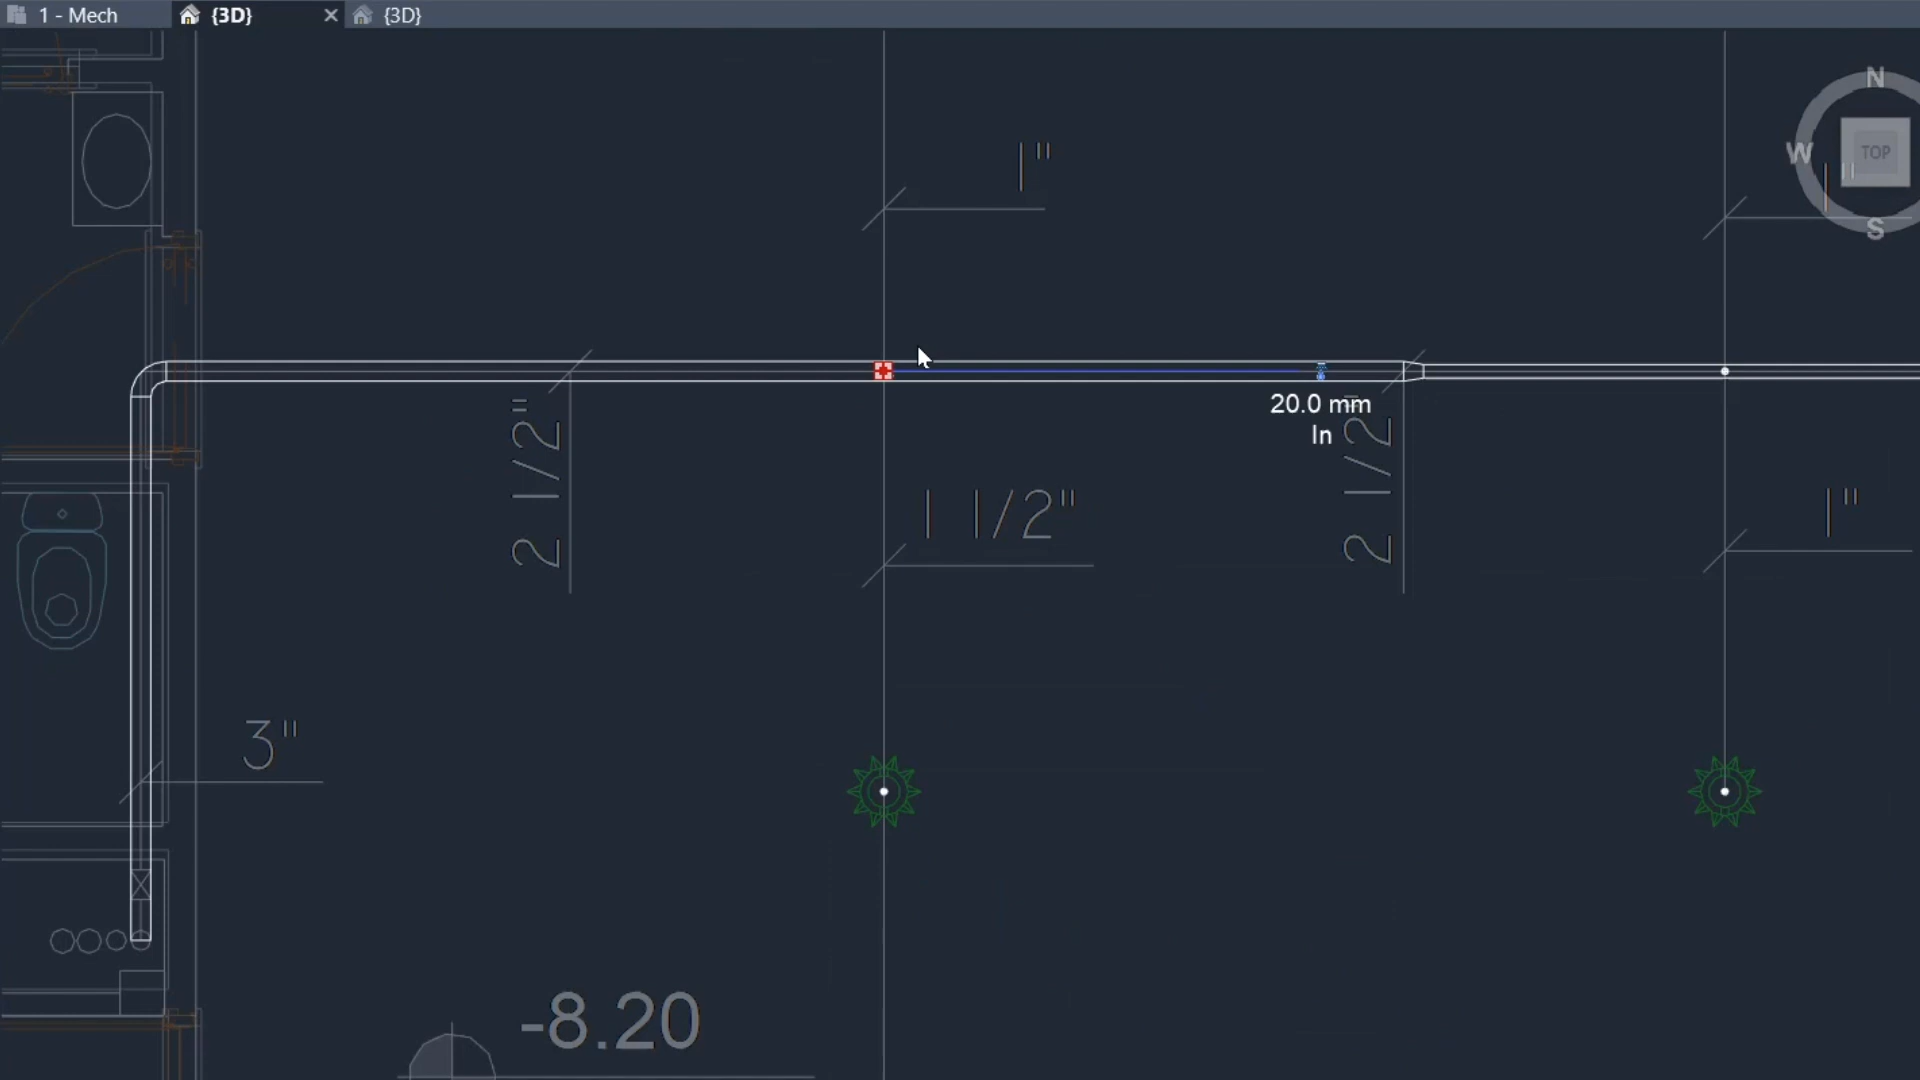 1 - Mech
{3D}
{3D}
N
W
TOP
S
1"
1"
20.0 mm
In
2 1/2"
2 1/2"
1 1/2"
1"
3"
-8.20